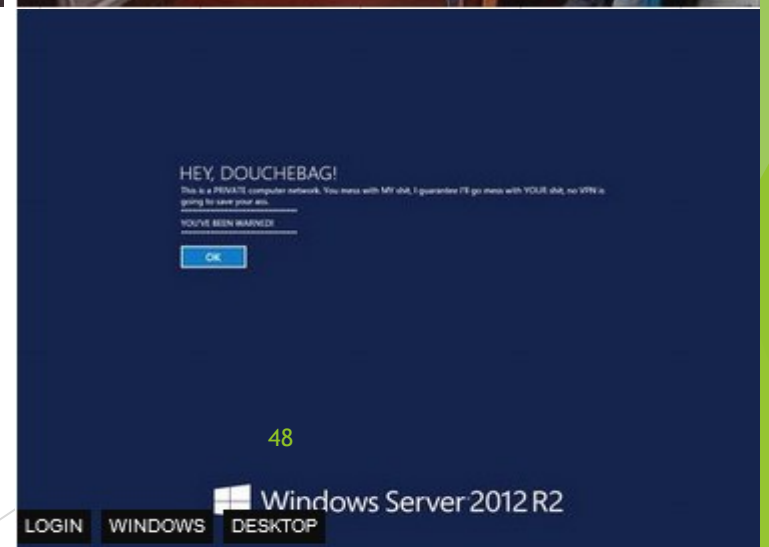 HEY, DOUCHEBAG!
This is a PRIVATE computer network. You mess with MY shit, I guarantee I'll go mess with YOUR shit, no VPN is
going to save your ass.
YOU'VE BEEN WARNED!
OK
48
Windows Server 2012 R2
LOGIN WINDOWS DESKTOP